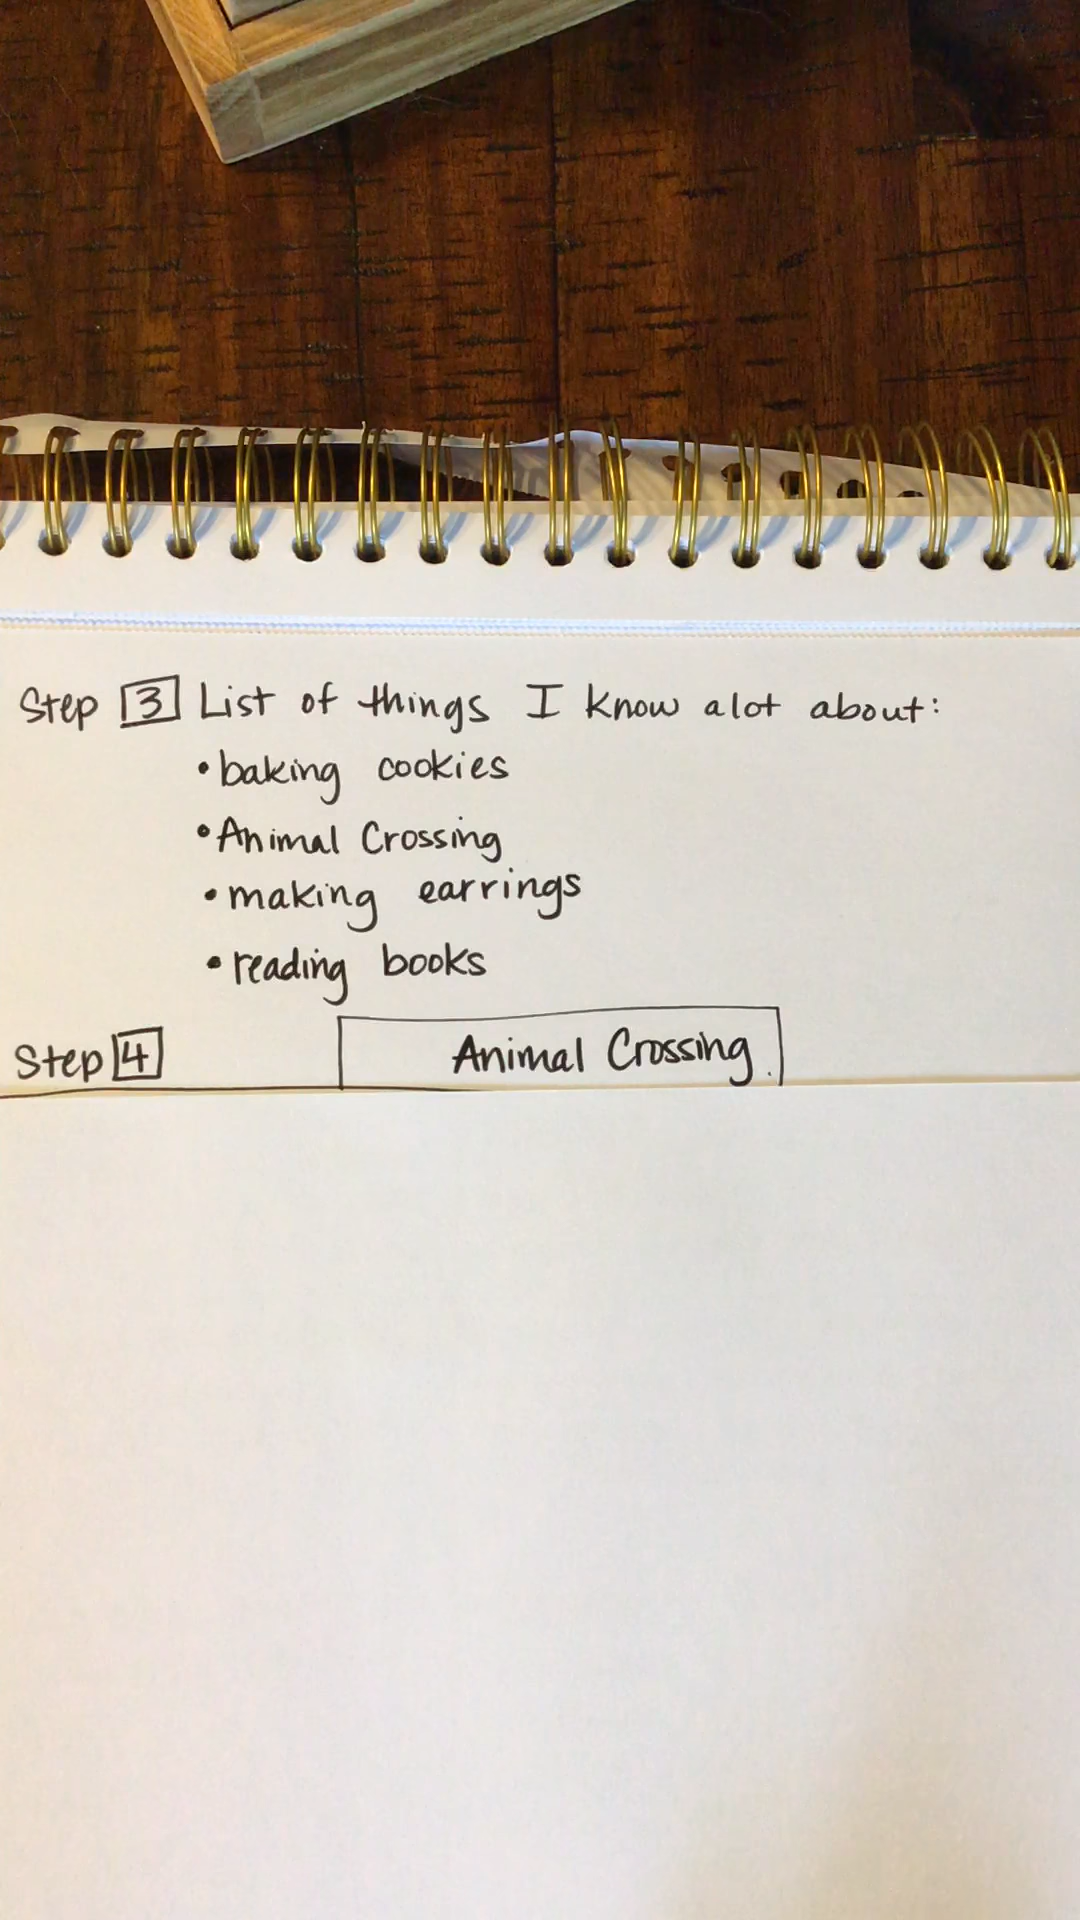 Step 3 List of things I know alot about:
• baking cookies
• Animal Crossing
• making earrings
• reading books
Step 4 Animal Crossing